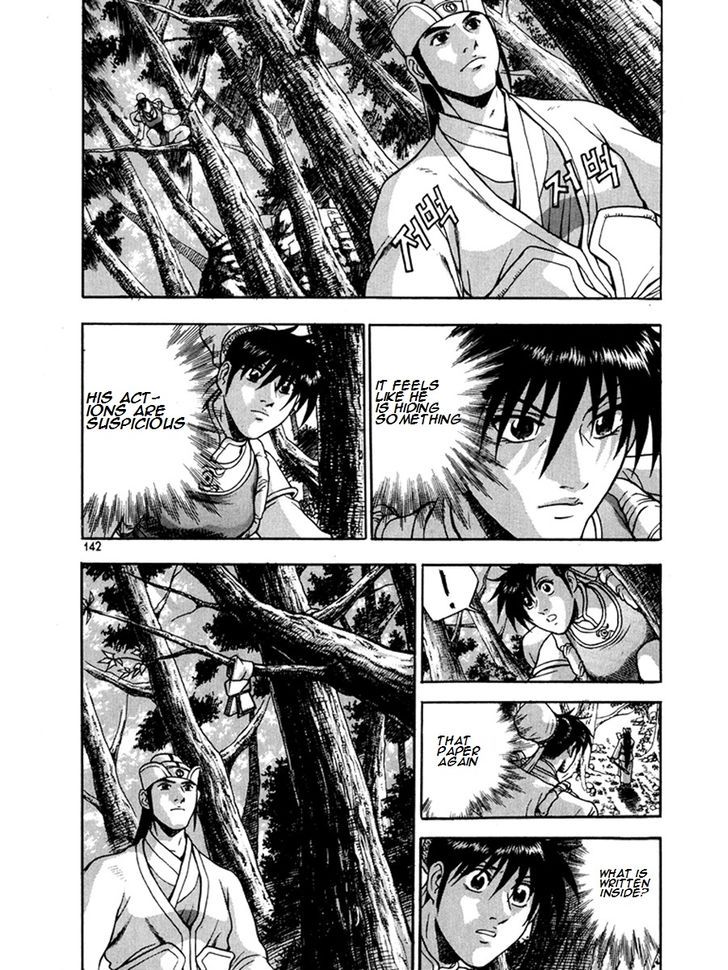 저벅
저벅
HIS ACT-
IONS ARE
SUSPICIOUS
IT FEELS
LIKE HE
IS HIDING
SOMETHING
142
!
THAT
PAPER
AGAIN
WHAT IS
WRITTEN
INSIDE?